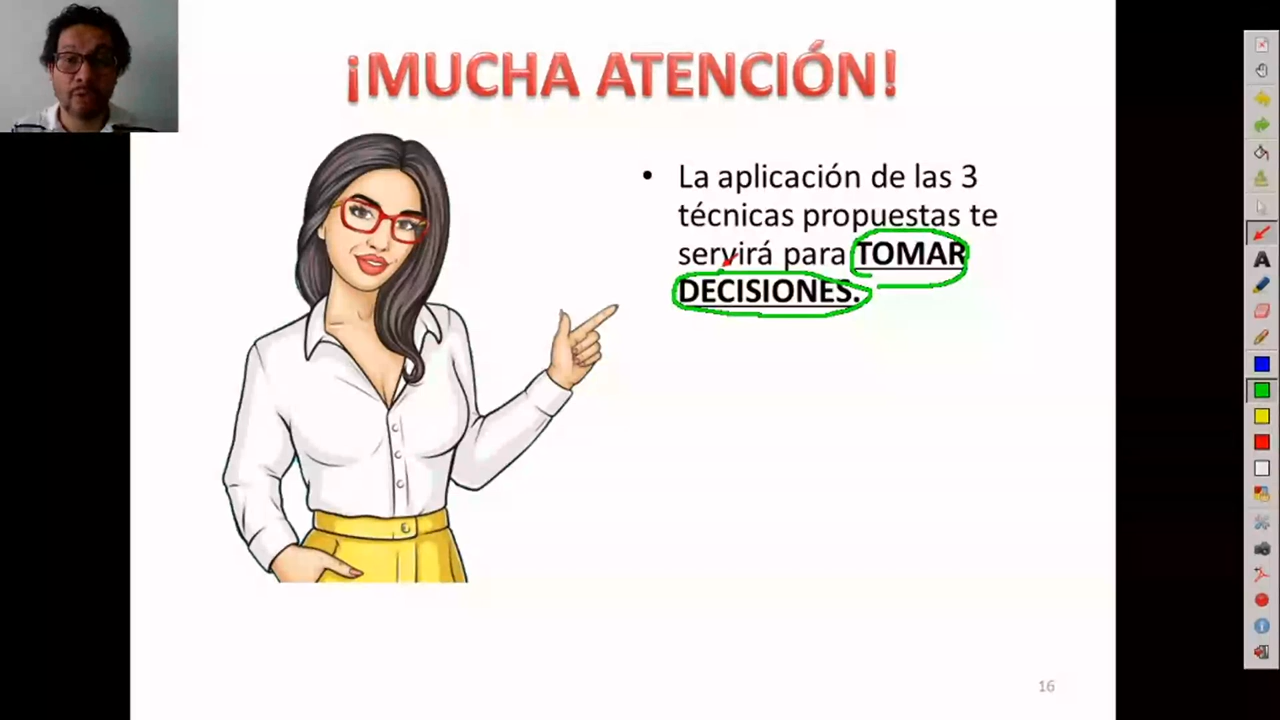 ¡MUCHA ATENCIÓN!
• La aplicación de las 3
técnicas propuestas te
servirá para TOMAR
DECISIONES.
16